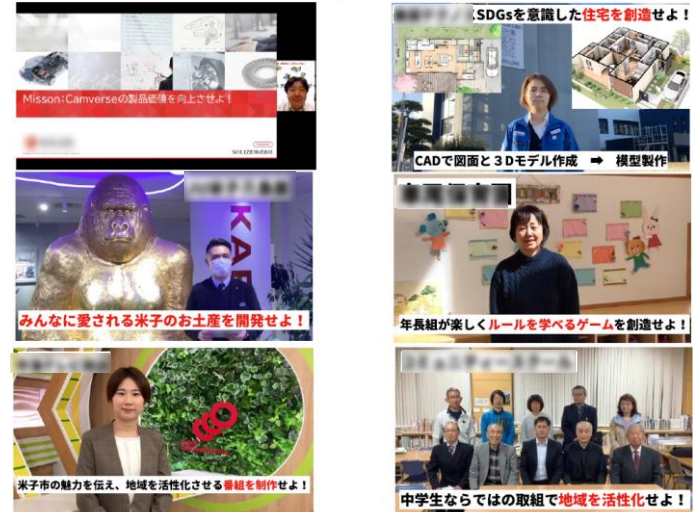 Misson:Camverseの製品価値を向上させよ！
SOLIZE株式会社
SDGsを意識した住宅を創造せよ！
CADで図面と３Dモデル作成 ➡ 模型製作
みんなに愛される米子のお土産を開発せよ！
年長組が楽しくルールを学べるゲームを創造せよ！
米子市の魅力を伝え、地域を活性化させる番組を制作せよ！
中学生ならではの取組で地域を活性化せよ！